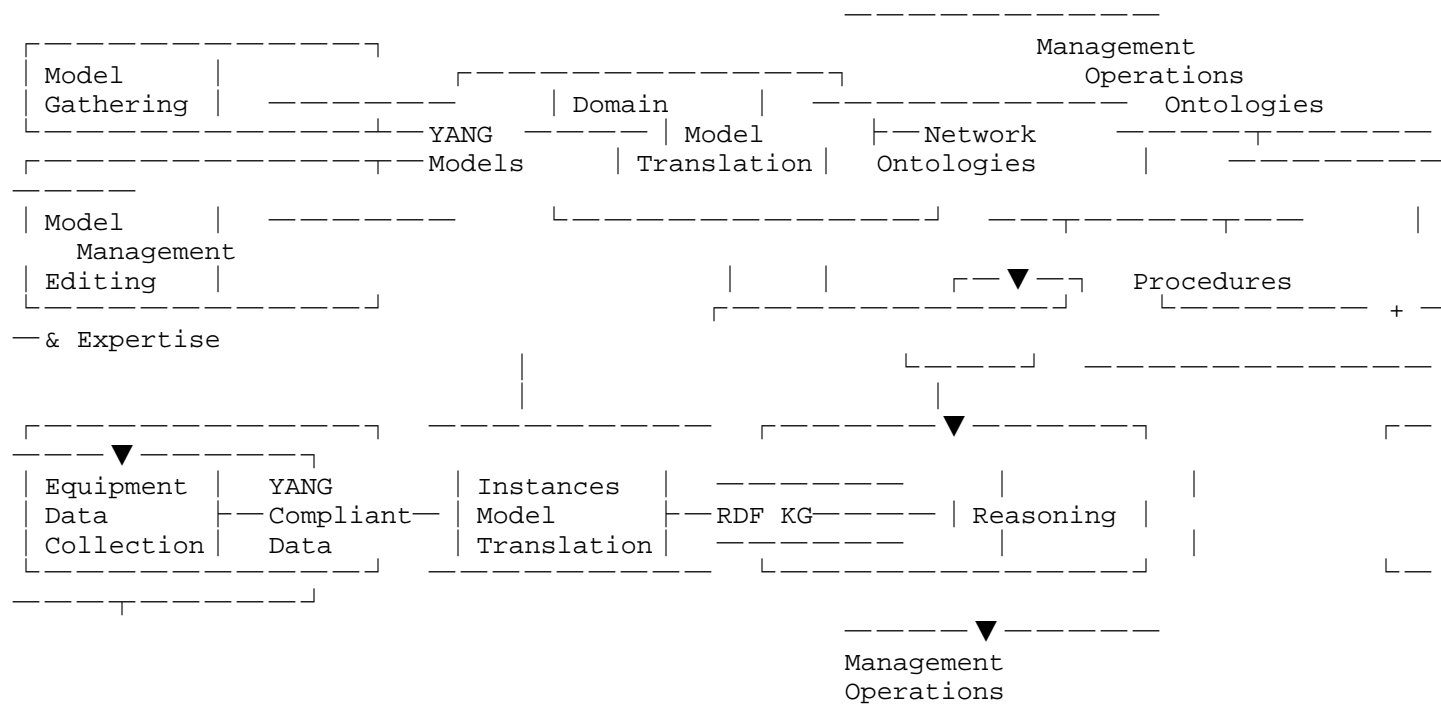 Management
Model Operations
Gathering Domain Ontologies
YANG Model Network
Models Translation Ontologies
Model
Management
Editing Procedures
+
& Expertise
Equipment YANG Instances
Data Compliant Model RDF KG Reasoning
Collection Data Translation
Management
Operations